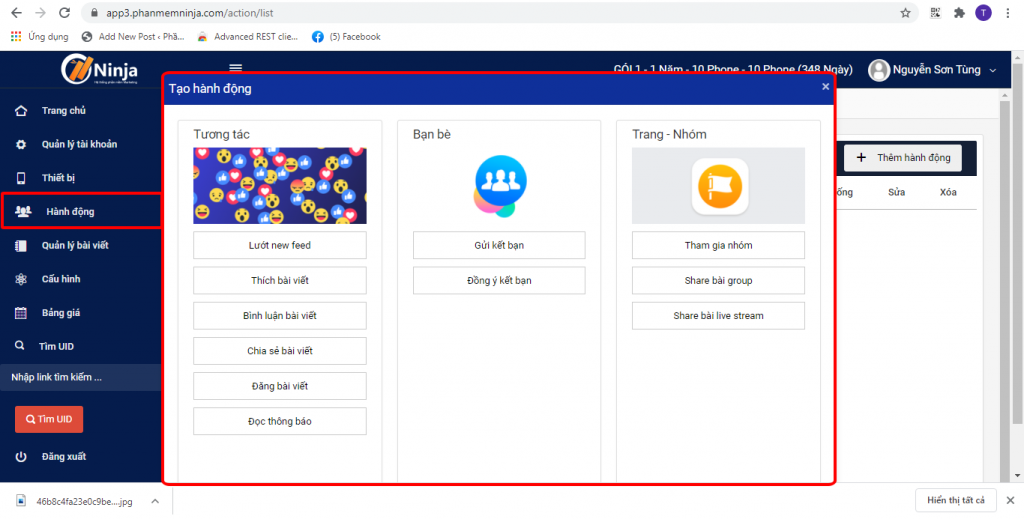 app3.phanmemninja.com/action/list
T
Ứng dụng
Add New Post ‹ Phầ...
Advanced REST clie...
(5) Facebook
Ninja
GÓI 1 - 1 Năm - 10 Phone - 10 Phone (348 Ngày)
Nguyễn Sơn Tùng
Tạo hành động
×
Trang chủ
Quản lý tài khoản
Thiết bị
Hành động
Quản lý bài viết
Cấu hình
Bảng giá
Tìm UID
Nhập link tìm kiếm ...
Tìm UID
Đăng xuất
Tương tác
Lướt new feed
Thích bài viết
Bình luận bài viết
Chia sẻ bài viết
Đăng bài viết
Đọc thông báo
Bạn bè
Gửi kết bạn
Đồng ý kết bạn
Trang - Nhóm
Tham gia nhóm
Share bài group
Share bài live stream
+ Thêm hành động
ống Sửa Xóa
46b8c4fa23e0c9be....jpg
Hiển thị tất cả